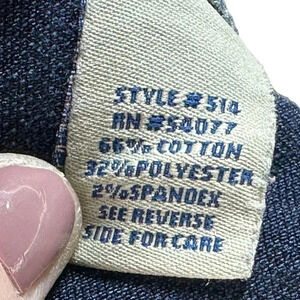 STYLE #514
RN #54077
66% COTTON
32% POLYESTER
2% SPANDEX
SEE REVERSE
SIDE FOR CARE